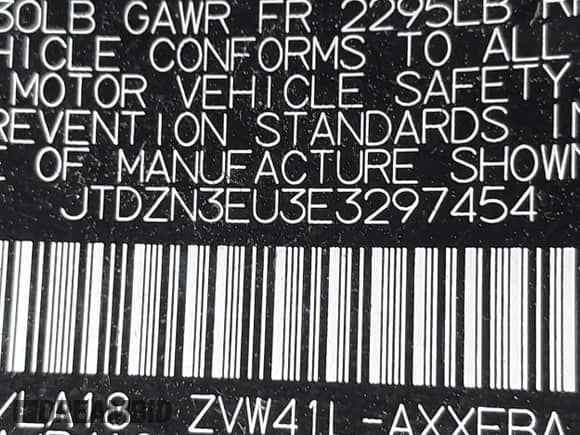 30LB GAWR FR 2295LB
HICLE CONFORMS TO ALL
MOTOR VEHICLE SAFETY
REVENTION STANDARDS IN
E OF MANUFACTURE SHOWN
JTDZN3EU3E3297454
ZVW41L-AXXEBA